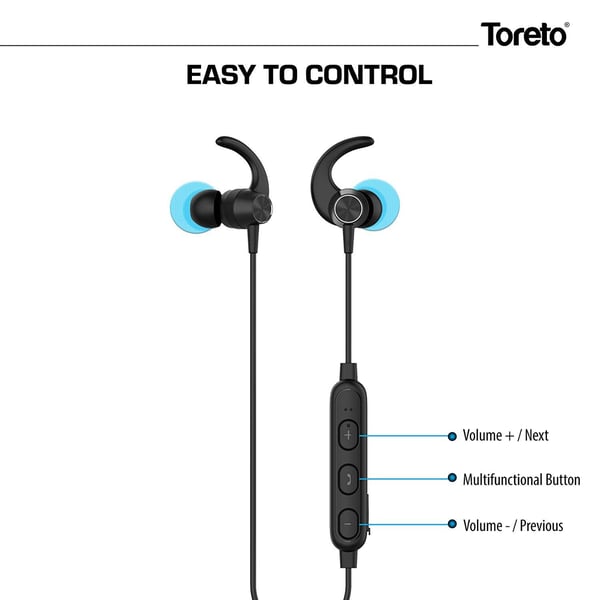 Toreto®
EASY TO CONTROL
Volume + / Next
Multifunctional Button
Volume - / Previous